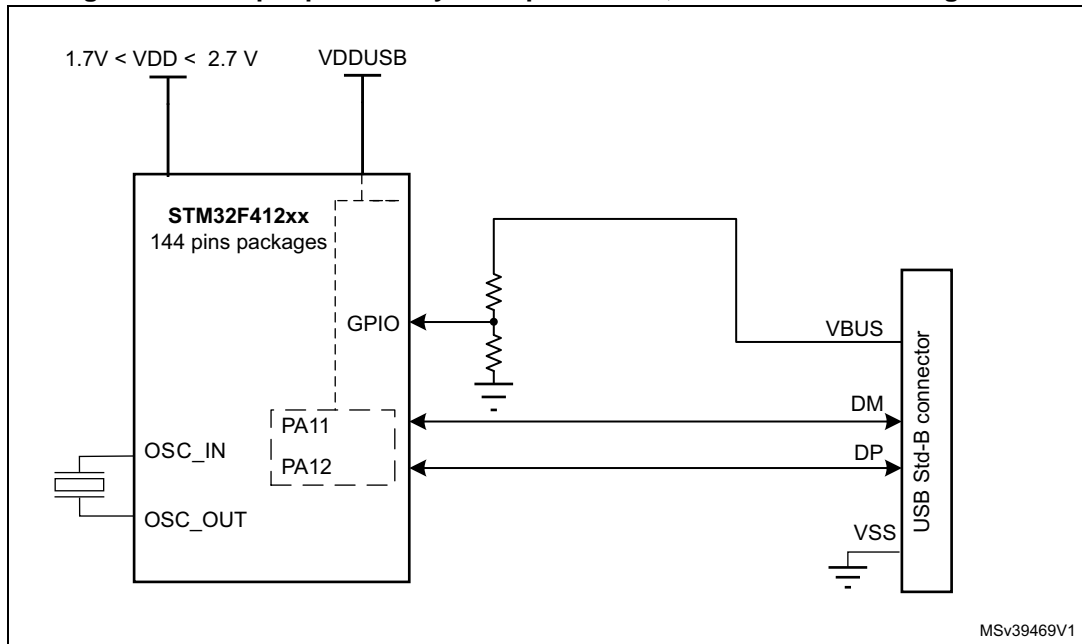 1.7V < VDD < 2.7 V
VDDUSB
STM32F412xx
144 pins packages
GPIO
VBUS
DM
PA11
OSC_IN
DP
PA12
OSC_OUT
VSS
USB Std-B connector
MSv39469V1